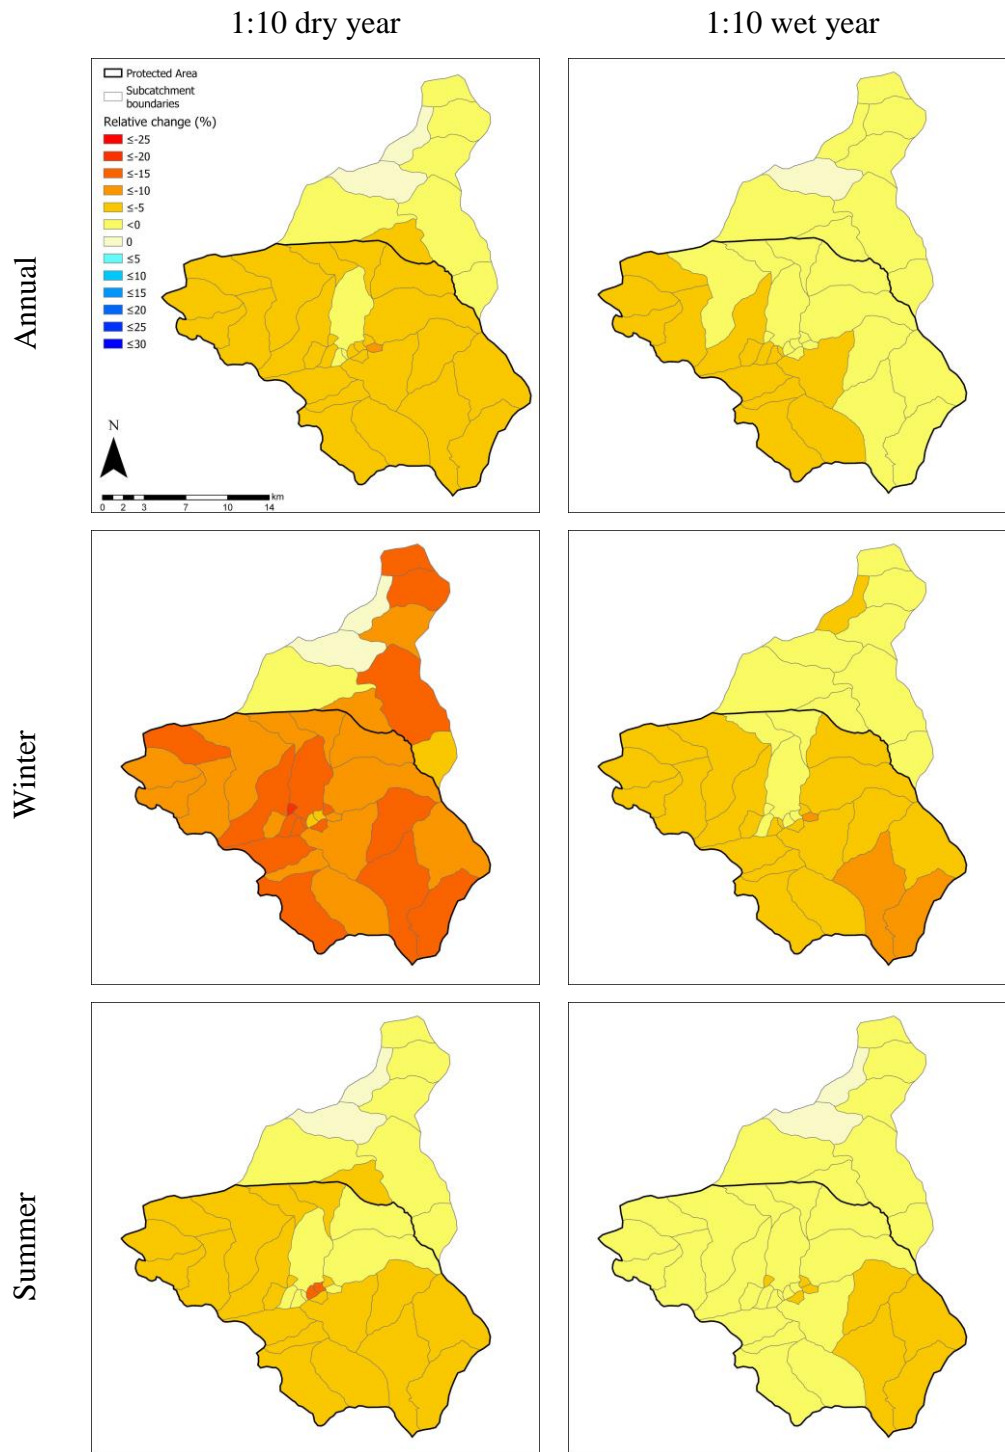 1:10 dry year
1:10 wet year
Annual
Protected Area
Subcatchment
boundaries
Relative change (%)
≤-25
≤-20
≤-15
≤-10
≤-5
<0
0
≤5
≤10
≤15
≤20
≤25
≤30
N
km
0 2 3 7 10 14
Winter
Summer